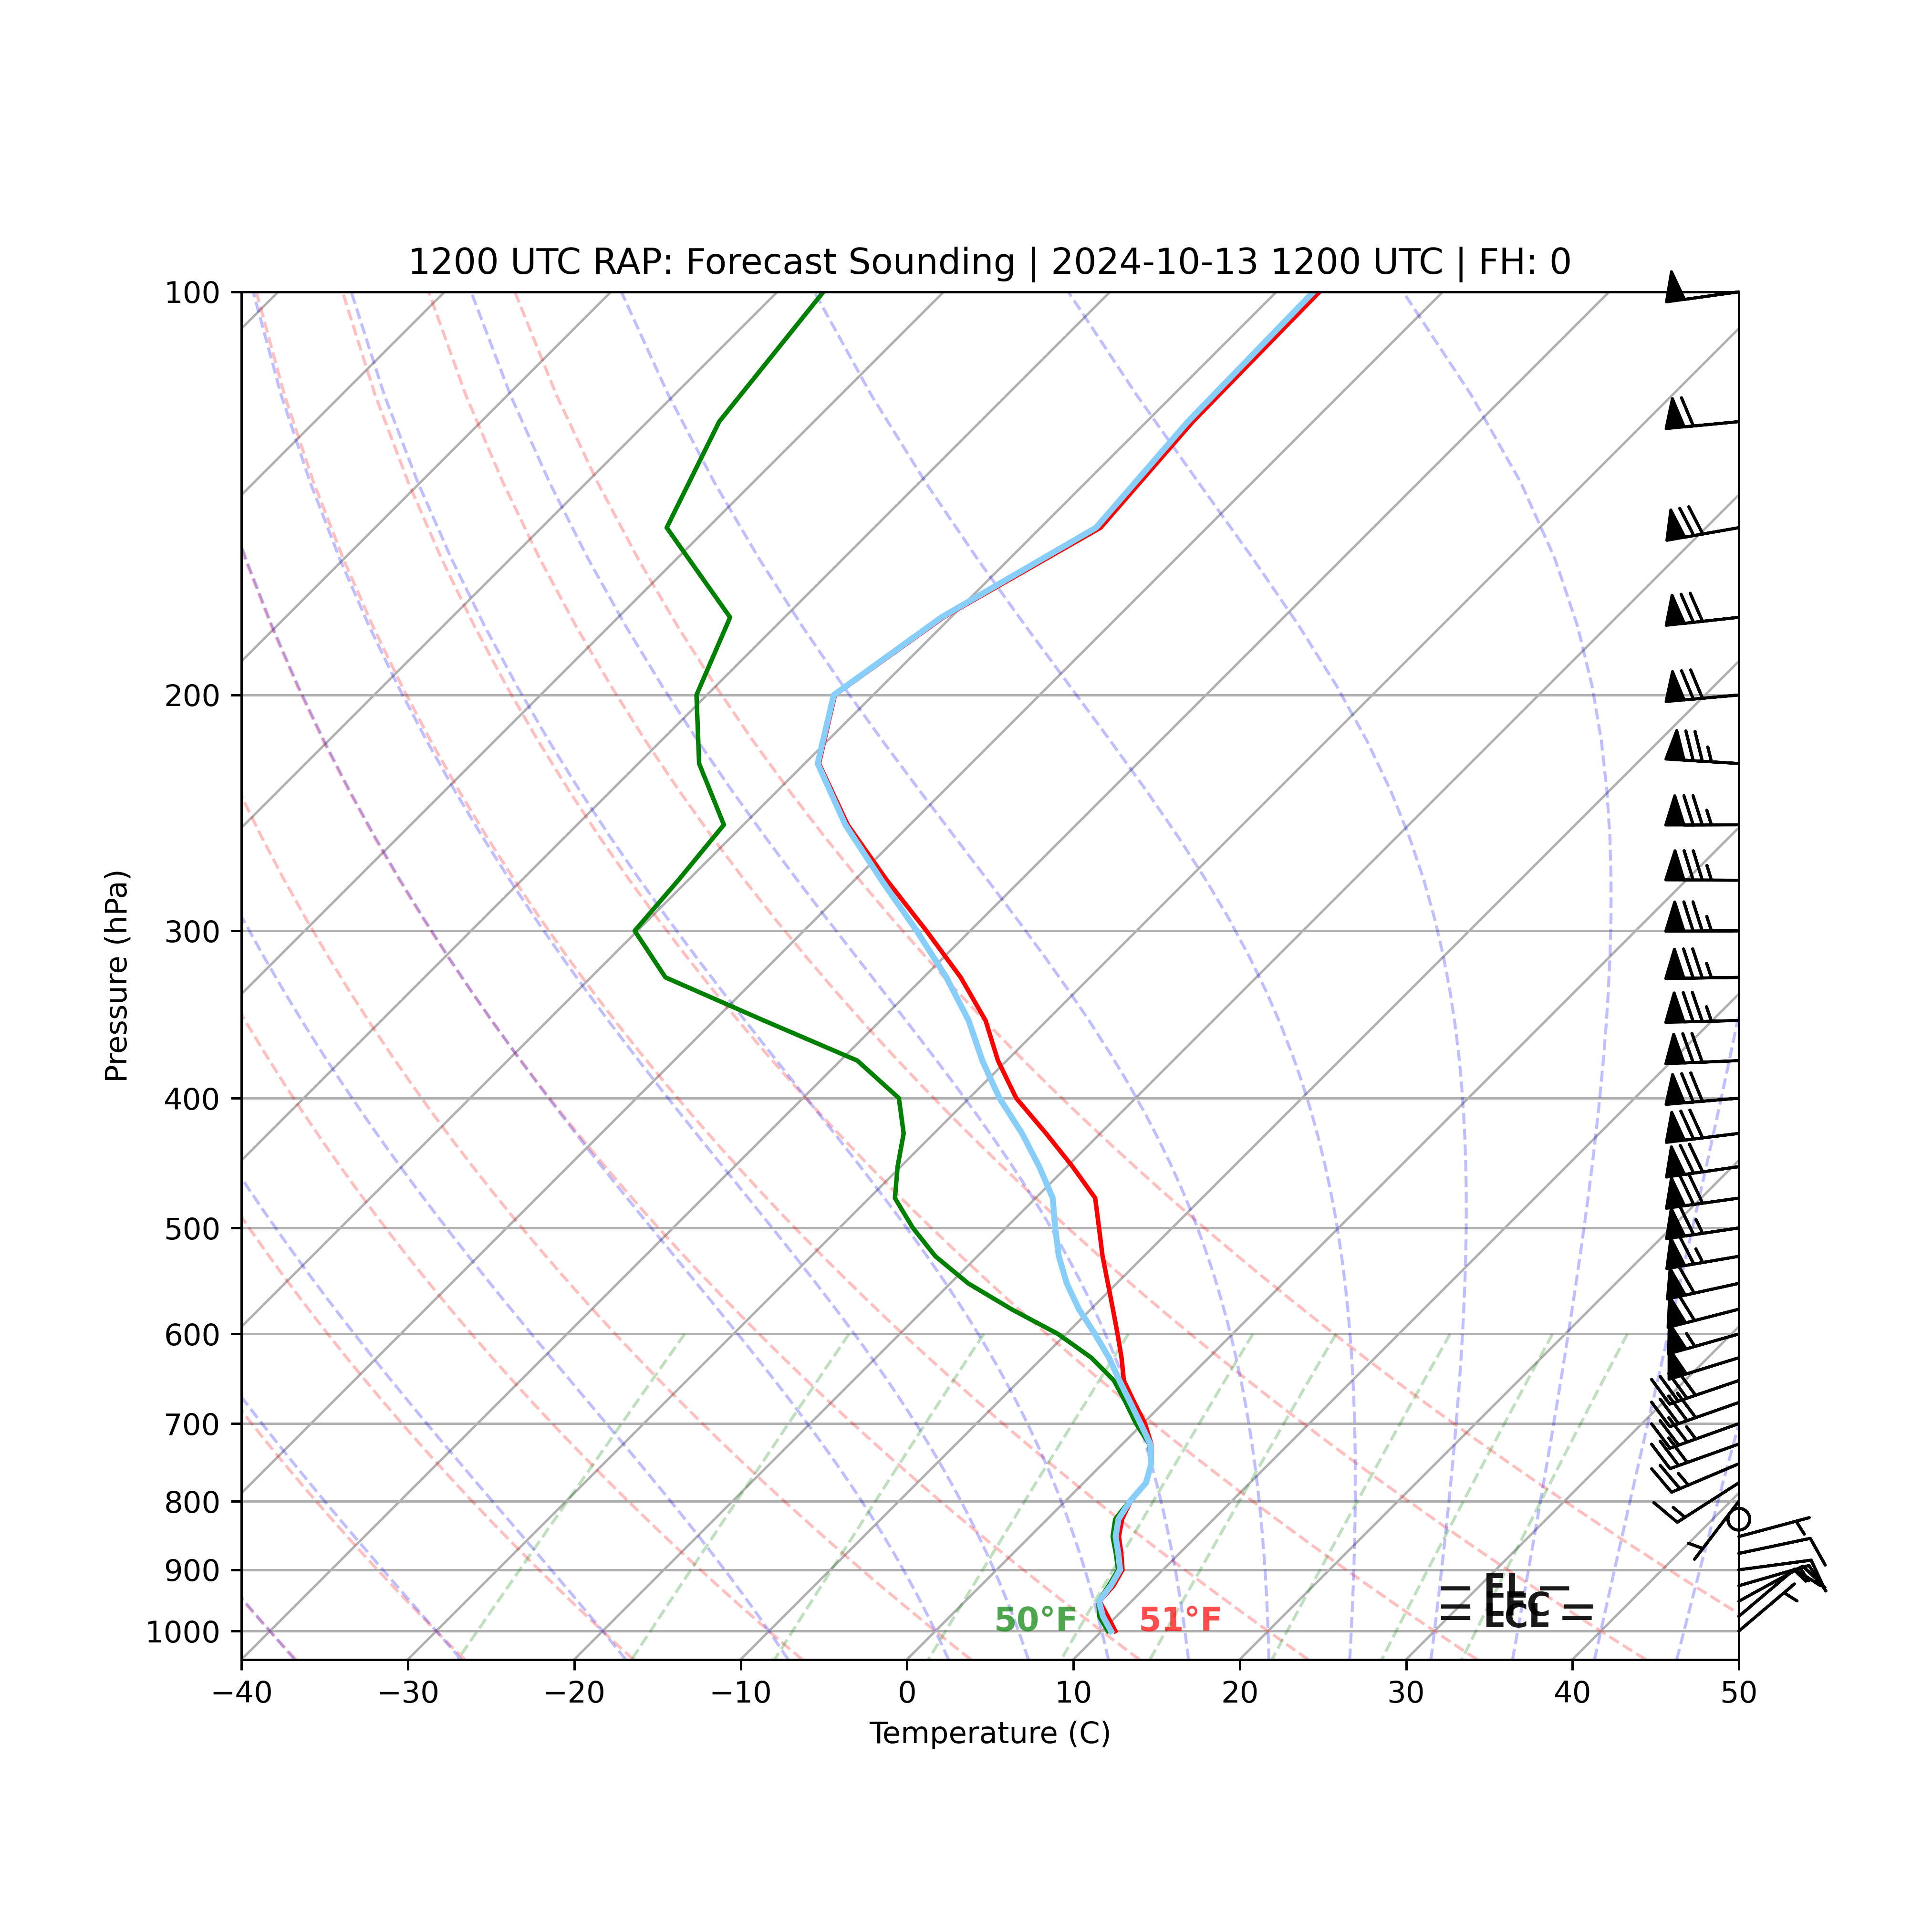 1200 UTC RAP: Forecast Sounding | 2024-10-13 1200 UTC | FH: 0
100
200
300
400
500
600
700
800
900
1000
Pressure (hPa)
50°F 51°F
EL
LFC
LCL
−40 −30 −20 −10 0 10 20 30 40 50
Temperature (C)